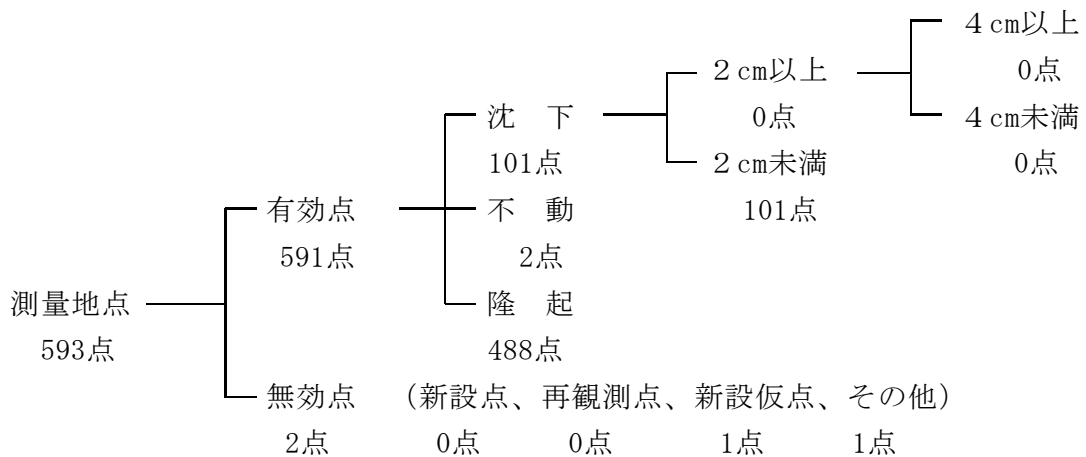 ４cm以上
0点
２cm以上
0点
４cm未満
0点
沈　下
101点
２cm未満
101点
有効点
591点
不　動
2点
隆　起
488点
測量地点
593点
無効点　（新設点、再観測点、新設仮点、その他）
2点　0点　0点　1点　1点